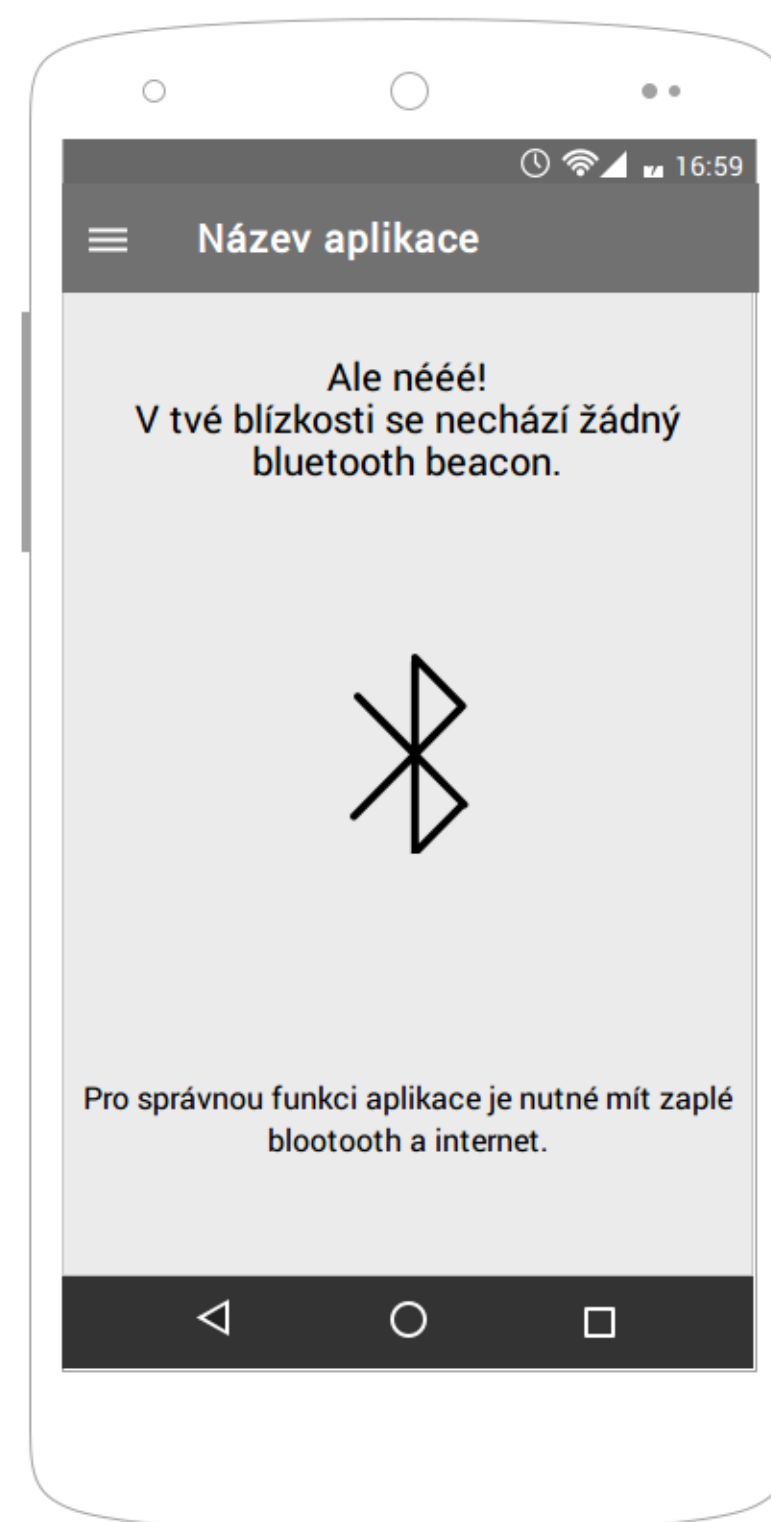 16:59
Název aplikace
Ale nééé!
V tvé blízkosti se nechází žádný
bluetooth beacon.
Pro správnou funkci aplikace je nutné mít zaplé
blootooth a internet.